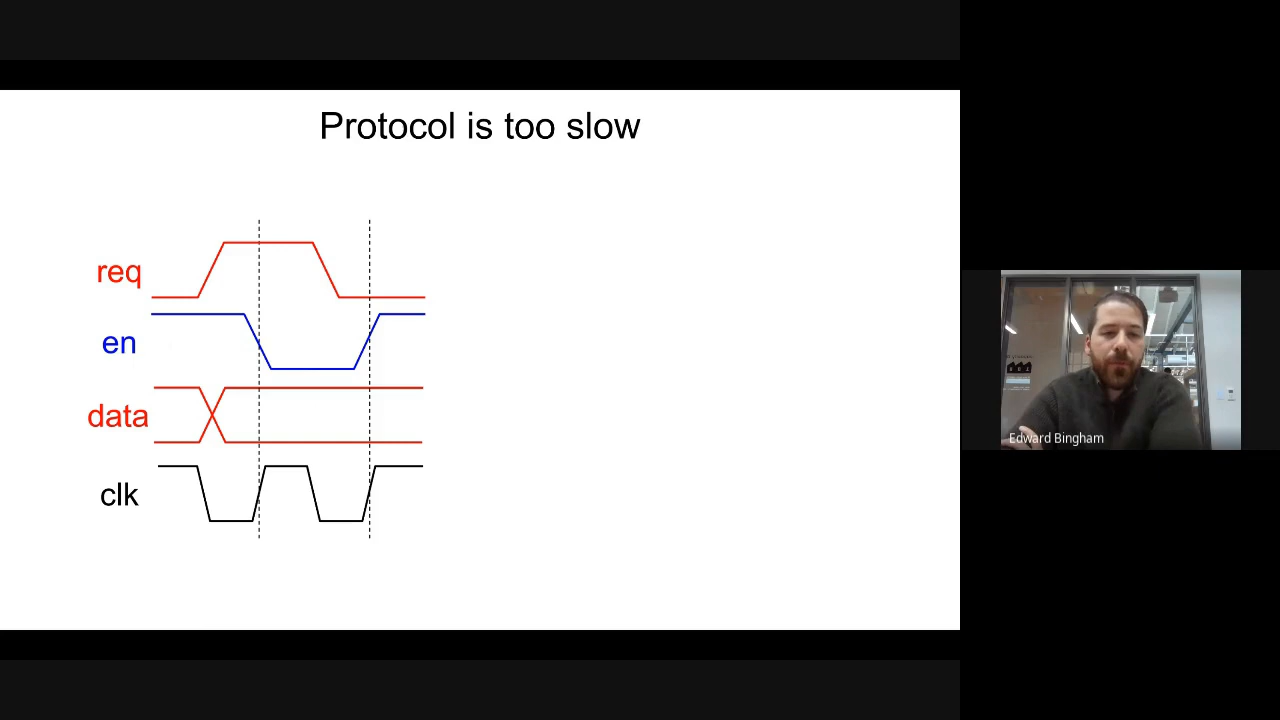 Protocol is too slow
req
en
data
clk
Edward Bingham